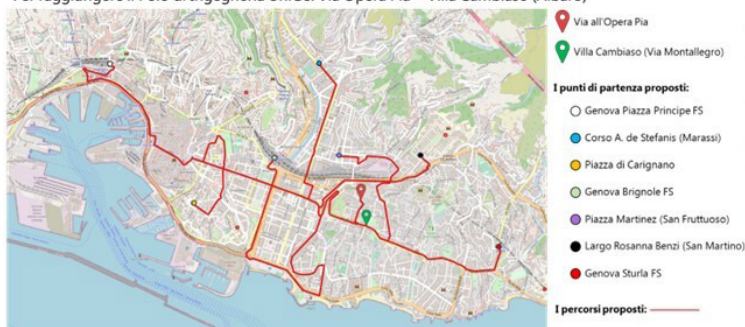 Via all'Opera Pia
Villa Cambiaso (Via Montallegro)
I punti di partenza proposti:
Genova Piazza Principe FS
Corso A. de Stefanis (Marassi)
Piazza di Carignano
Genova Brignole FS
Piazza Martinez (San Fruttuoso)
Largo Rosanna Benzi (San Martino)
Genova Sturla FS
I percorsi proposti: